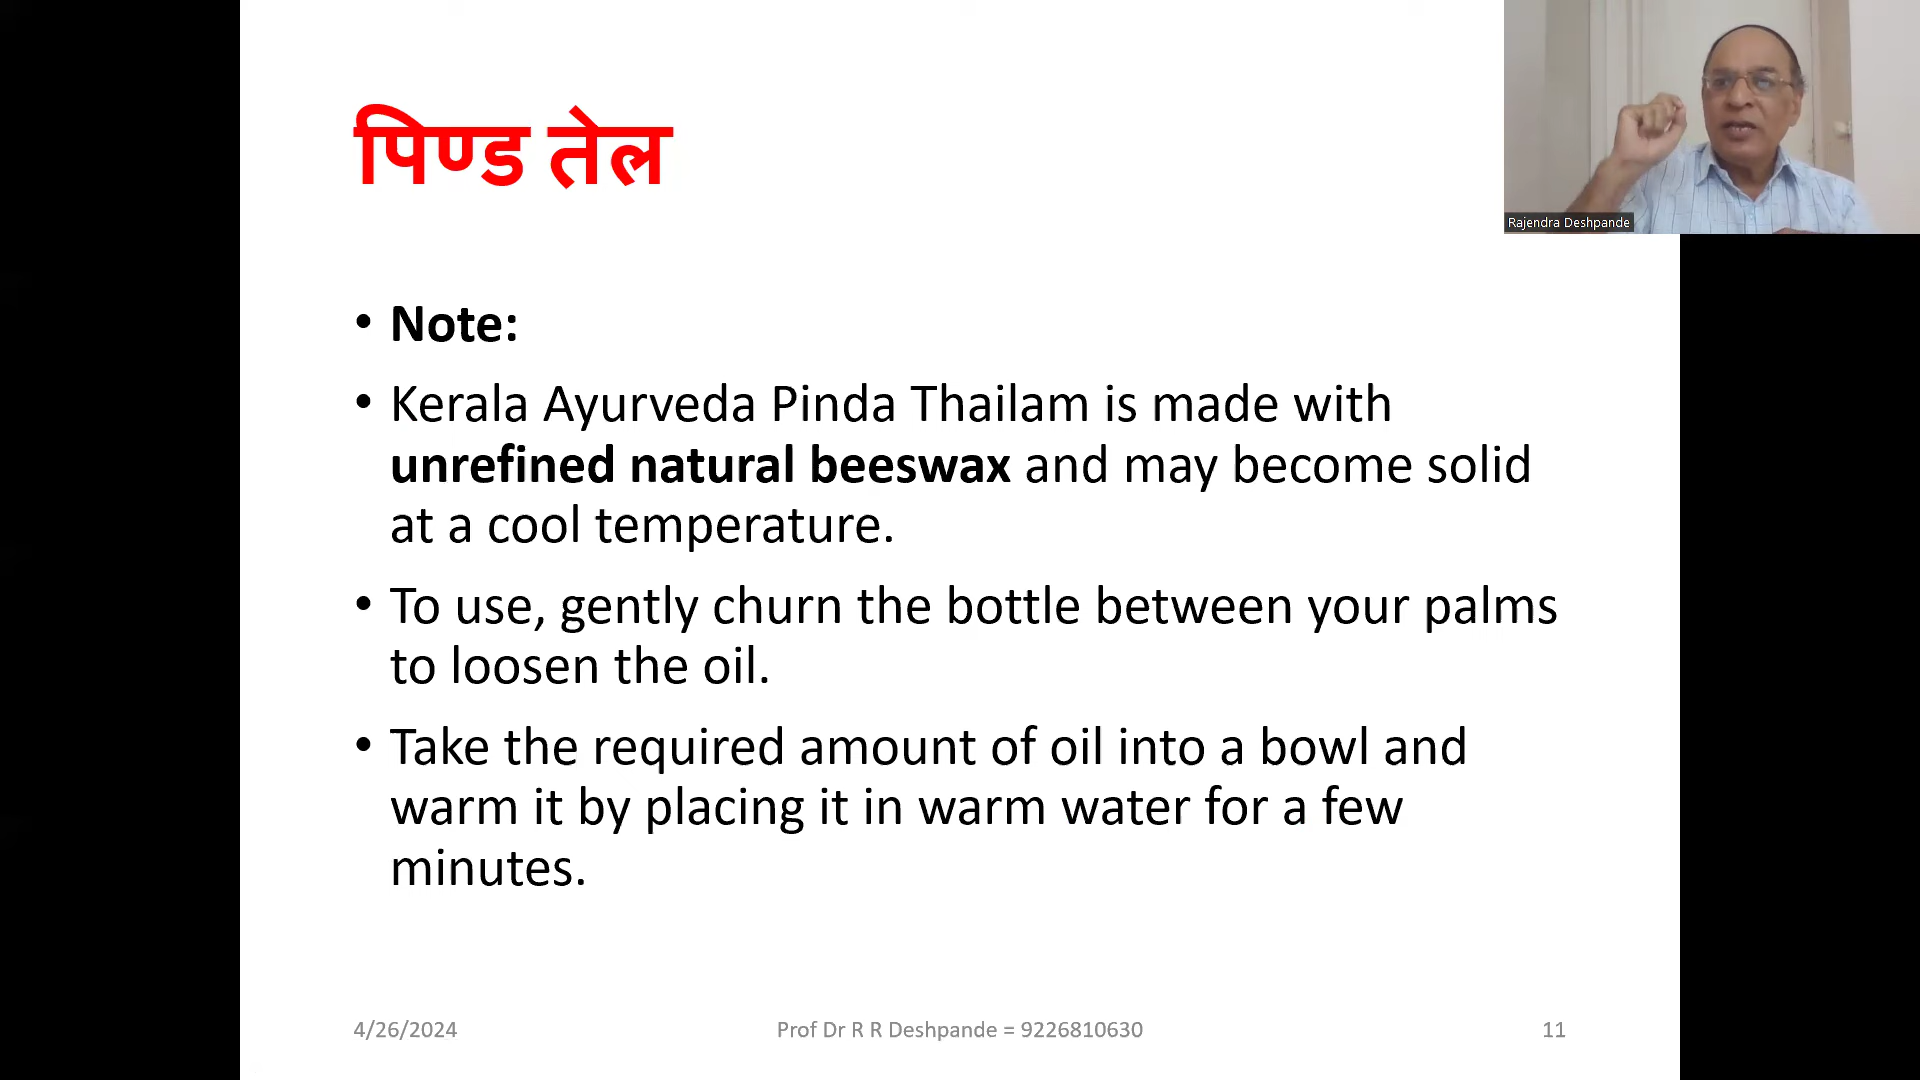 पिण्ड तेल
Rajendra Deshpande
• Note:
• Kerala Ayurveda Pinda Thailam is made with
unrefined natural beeswax and may become solid
at a cool temperature.
• To use, gently churn the bottle between your palms
to loosen the oil.
• Take the required amount of oil into a bowl and
warm it by placing it in warm water for a few
minutes.
4/26/2024
Prof Dr R R Deshpande = 9226810630
11